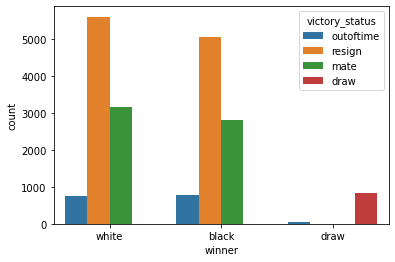 victory_status
outoftime
resign
mate
draw
5000
4000
3000
2000
1000
0
count
white black draw
winner